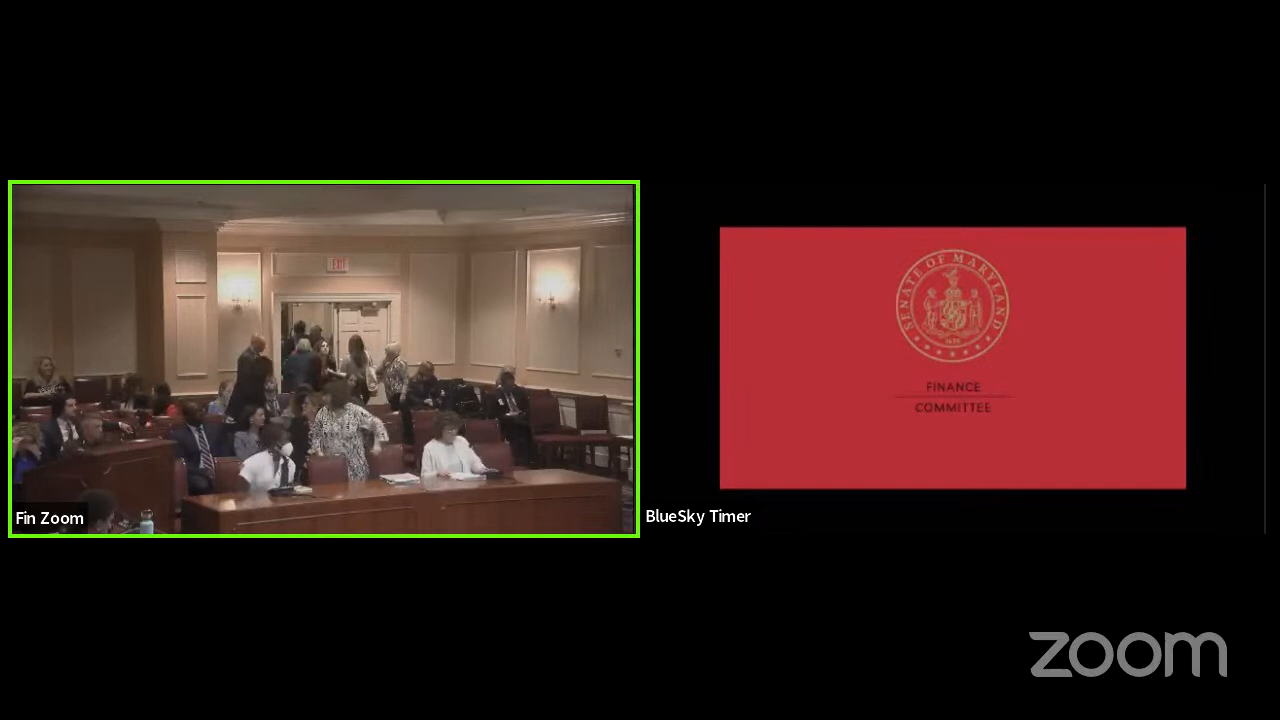 EXIT
Fin Zoom
SENATE OF MARYLAND
FINANCE
COMMITTEE
BlueSky Timer
zoom